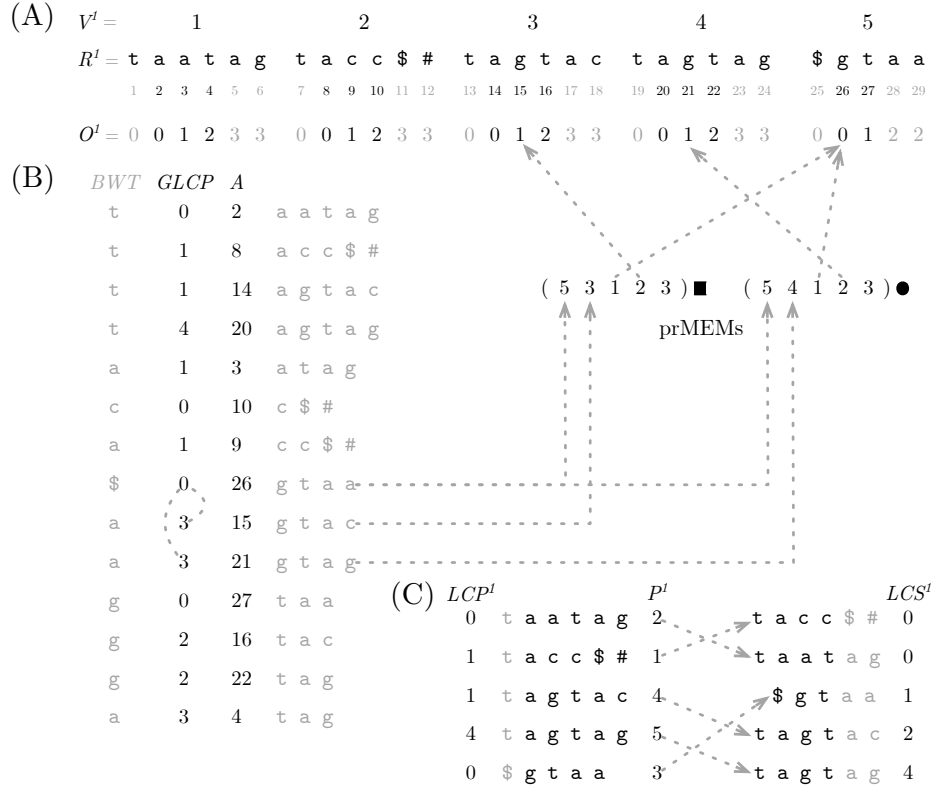 (A) V¹ = 1 2 3 4 5
R¹ = t a a t a g t a c c $ # t a g t a c t a g t a g $ g t a a
1 2 3 4 5 6 7 8 9 10 11 12 13 14 15 16 17 18 19 20 21 22 23 24 25 26 27 28 29
O¹ = 0 0 1 2 3 3 0 0 1 2 3 3 0 0 1 2 3 3 0 0 1 2 3 3 0 0 1 2 2
(B) BWT GLCP A
t 0 2 a a t a g
t 1 8 a c c $ #
t 1 14 a g t a c
( 5 3 1 2 3 ) ■ ( 5 4 1 2 3 ) ●
t 4 20 a g t a g
prMEMs
a 1 3 a t a g
c 0 10 c $ #
a 1 9 c c $ #
$ 0 26 g t a a
a 3 15 g t a c
a 3 21 g t a g
g 0 27 t a a
g 2 16 t a c
g 2 22 t a g
a 3 4 t a g
(C) LCP¹ P¹ LCS¹
0 t a a t a g 2 t a c c $ # 0
1 t a c c $ # 1 t a a t a g 0
1 t a g t a c 4 $ g t a a 1
4 t a g t a g 5 t a g t a c 2
0 $ g t a a 3 t a g t a g 4